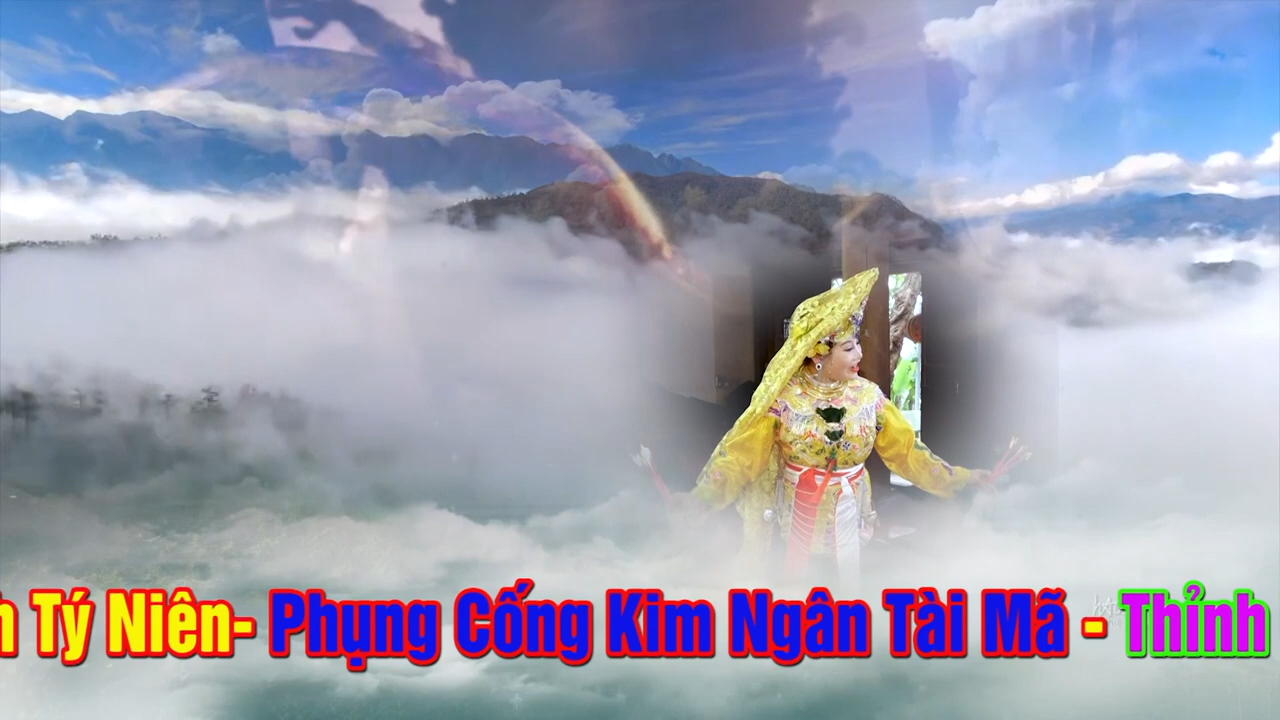 Tý Niên- Phụng Cống Kim Ngân Tài Mã - Thỉnh